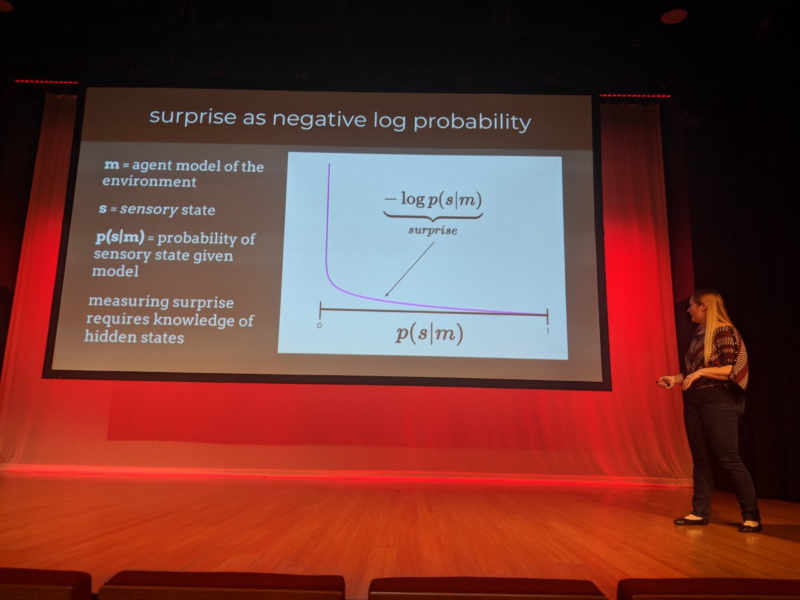 surprise as negative log probability
m = agent model of the
environment
s = sensory state
p(s|m) = probability of
sensory state given
model
measuring surprise
requires knowledge of
hidden states
− log p(s|m)
surprise
0
1
p(s|m)